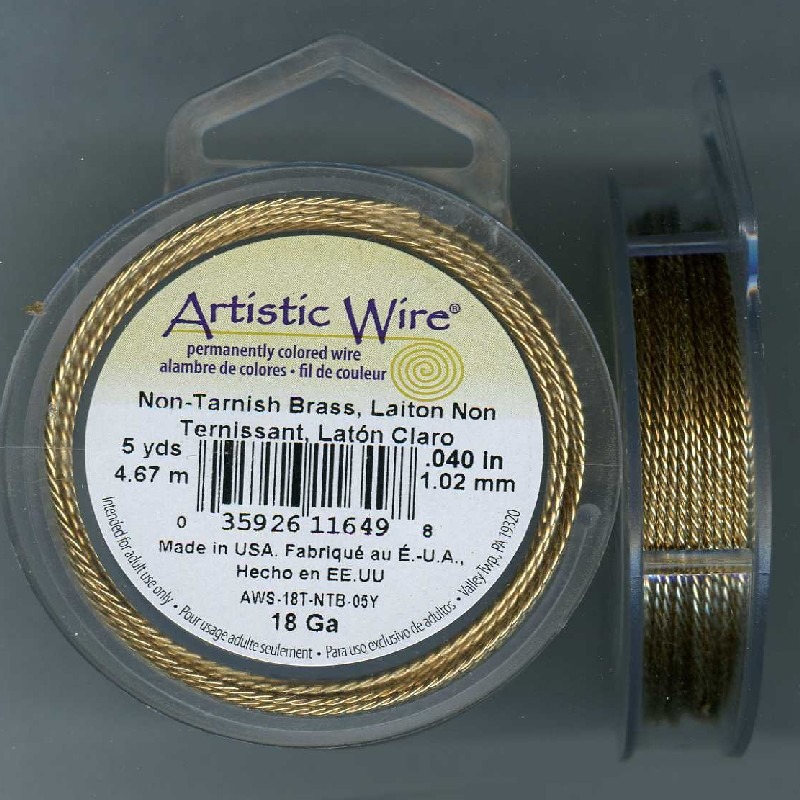 Artistic Wire®
permanently colored wire
alambre de colores • fil de couleur
Non-Tarnish Brass, Laiton Non
Ternissant, Latón Claro
5 yds
4.67 m
.040 in
1.02 mm
0 35926 11649 8
Made in USA. Fabriqué au É.-U.A.,
Hecho en EE.UU
AWS-18T-NTB-05Y
18 Ga
Intended for adult use only • Pour usage adulte seulement • Para uso exclusivo de adultos • Valley Twp, PA 19320